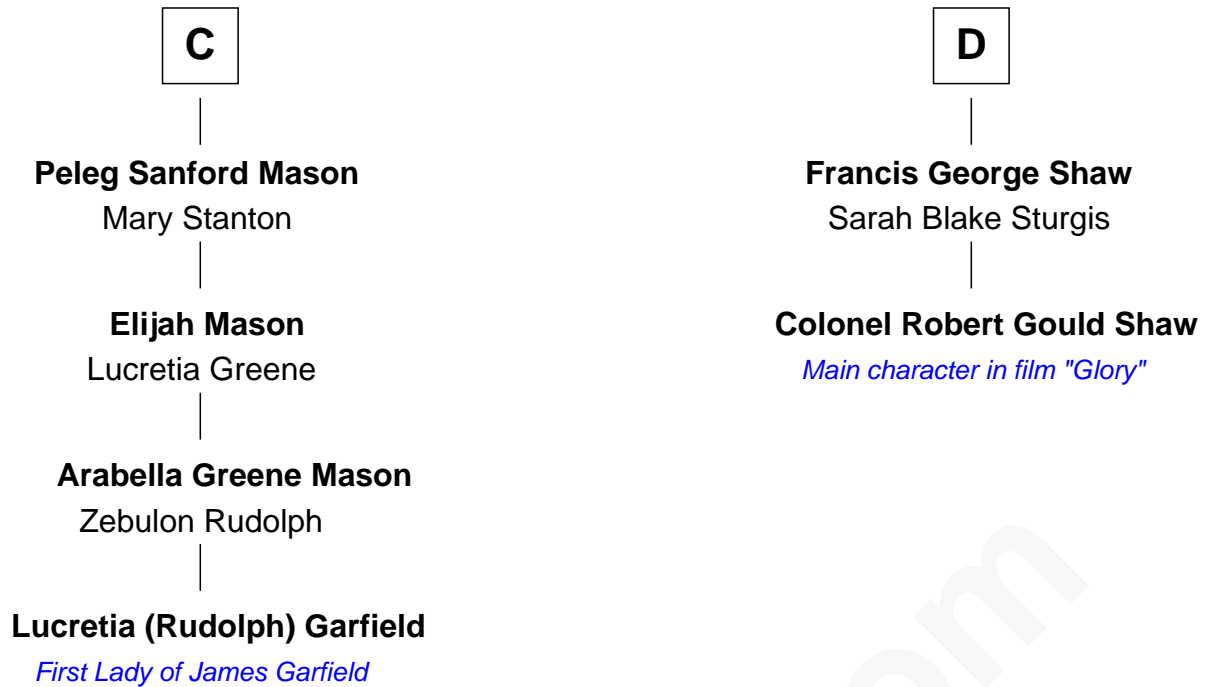 C
Peleg Sanford Mason
Mary Stanton
Elijah Mason
Lucretia Greene
Arabella Greene Mason
Zebulon Rudolph
Lucretia (Rudolph) Garfield
First Lady of James Garfield
D
Francis George Shaw
Sarah Blake Sturgis
Colonel Robert Gould Shaw
Main character in film "Glory"
om